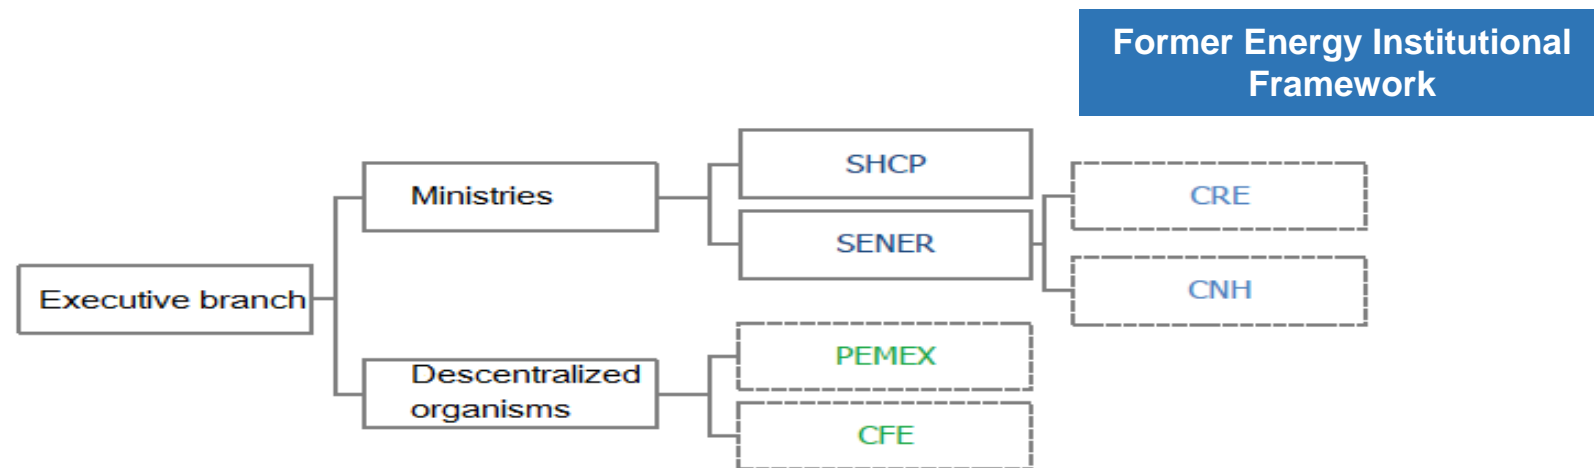 Former Energy Institutional
Framework
SHCP
Ministries
CRE
SENER
Executive branch
CNH
PEMEX
Descentralized
organisms
CFE